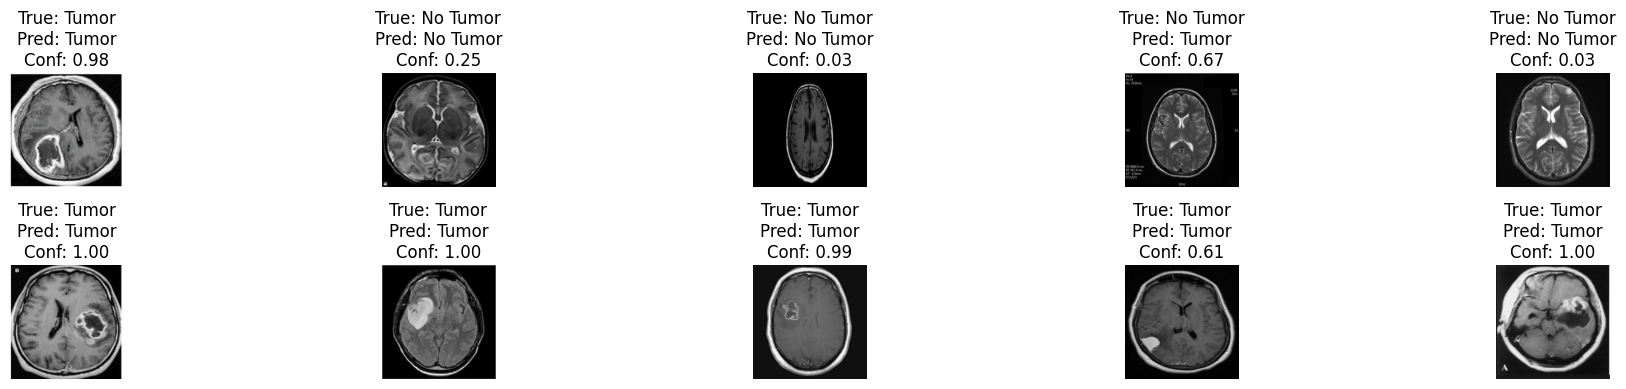 True: Tumor
Pred: Tumor
Conf: 0.98
True: No Tumor
Pred: No Tumor
Conf: 0.25
True: No Tumor
Pred: No Tumor
Conf: 0.03
True: No Tumor
Pred: Tumor
Conf: 0.67
True: No Tumor
Pred: No Tumor
Conf: 0.03
True: Tumor
Pred: Tumor
Conf: 1.00
True: Tumor
Pred: Tumor
Conf: 1.00
True: Tumor
Pred: Tumor
Conf: 0.99
True: Tumor
Pred: Tumor
Conf: 0.61
True: Tumor
Pred: Tumor
Conf: 1.00
A